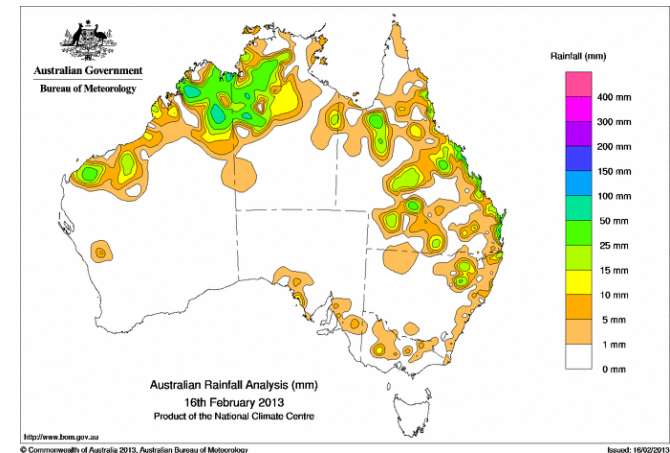 Australian Government
Bureau of Meteorology
Rainfall (mm)
400 mm
300 mm
200 mm
150 mm
100 mm
50 mm
25 mm
15 mm
10 mm
5 mm
1 mm
0 mm
Australian Rainfall Analysis (mm)
16th February 2013
Product of the National Climate Centre
http://www.bom.gov.au
© Commonwealth of Australia 2013, Australian Bureau of Meteorology
Issued: 16/02/2013